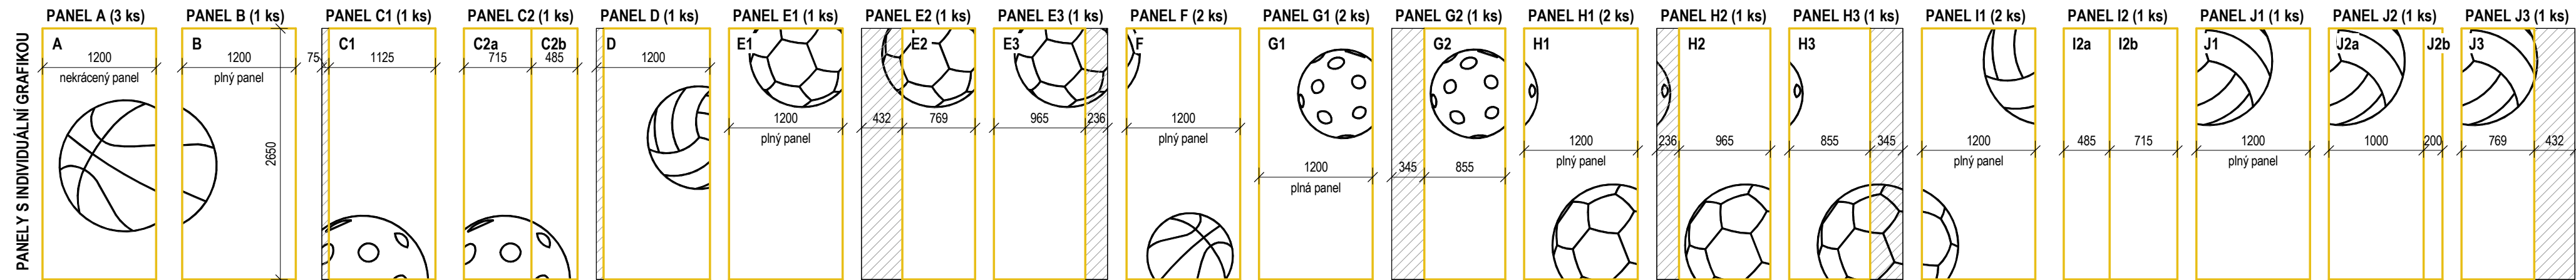 PANELY S INDIVIDUÁLNÍ GRAFIKOU
PANEL A (3 ks)
A
1200
nekrácený panel
PANEL B (1 ks)
B
1200
plný panel
2650
PANEL C1 (1 ks)
C1
75
1125
PANEL C2 (1 ks)
C2a
C2b
715
485
PANEL D (1 ks)
D
1200
PANEL E1 (1 ks)
E1
1200
plný panel
PANEL E2 (1 ks)
E2
432
769
PANEL E3 (1 ks)
E3
965
236
PANEL F (2 ks)
F
1200
plný panel
PANEL G1 (2 ks)
G1
1200
plná panel
PANEL G2 (1 ks)
G2
345
855
PANEL H1 (2 ks)
H1
1200
plný panel
PANEL H2 (1 ks)
H2
236
965
PANEL H3 (1 ks)
H3
855
345
PANEL I1 (2 ks)
1200
plný panel
PANEL I2 (1 ks)
I2a
I2b
485
715
PANEL J1 (1 ks)
J1
1200
plný panel
PANEL J2 (1 ks)
J2a
J2b
1000
200
PANEL J3 (1 ks)
J3
769
432